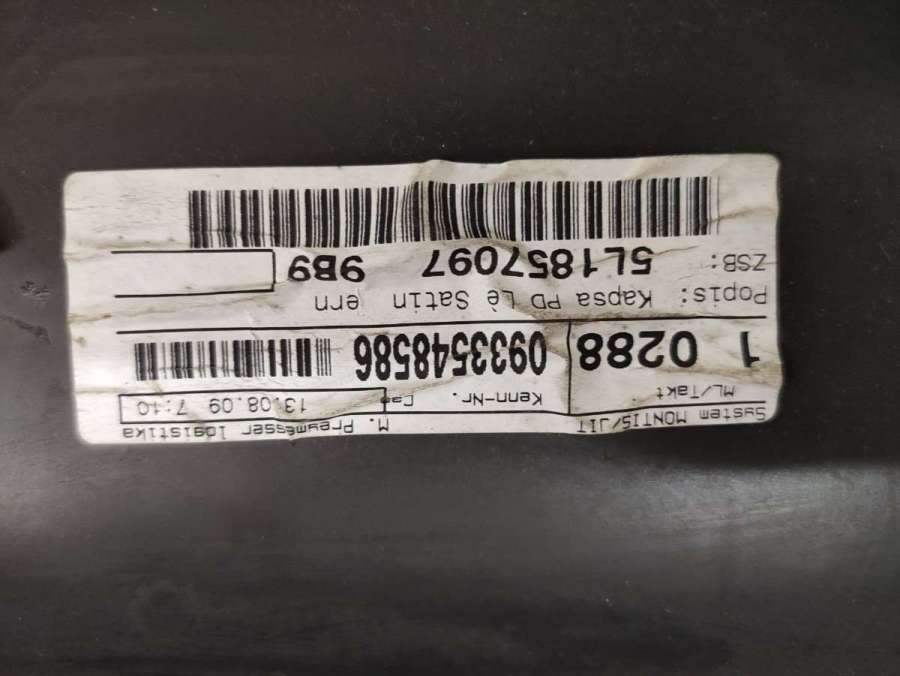 System MONTIS/JIT M. Preymesser logistika
ML/Takt Kenn-Nr. 13.08.09 7:10
1 0288 0933548586
Popis: Kapsa PD Lê Satin ern
ZSB: 5L1857097 9B9